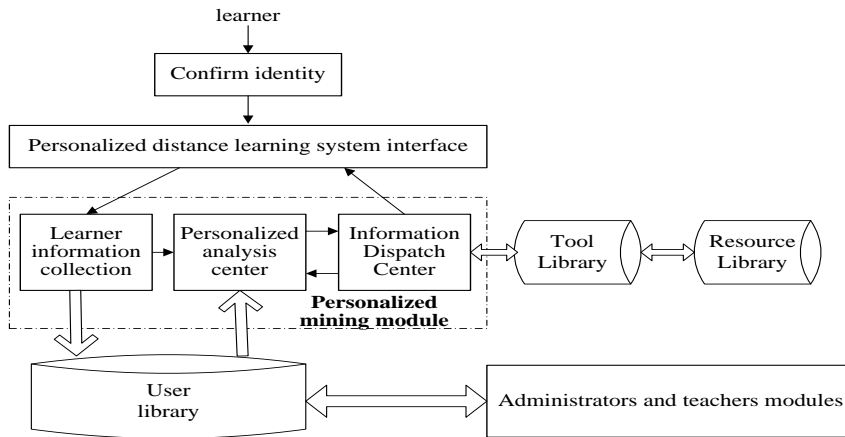 learner
Confirm identity
Personalized distance learning system interface
Learner
information
collection
Personalized
analysis
center
Information
Dispatch
Center
Tool
Library
Resource
Library
Personalized
mining module
User
library
Administrators and teachers modules